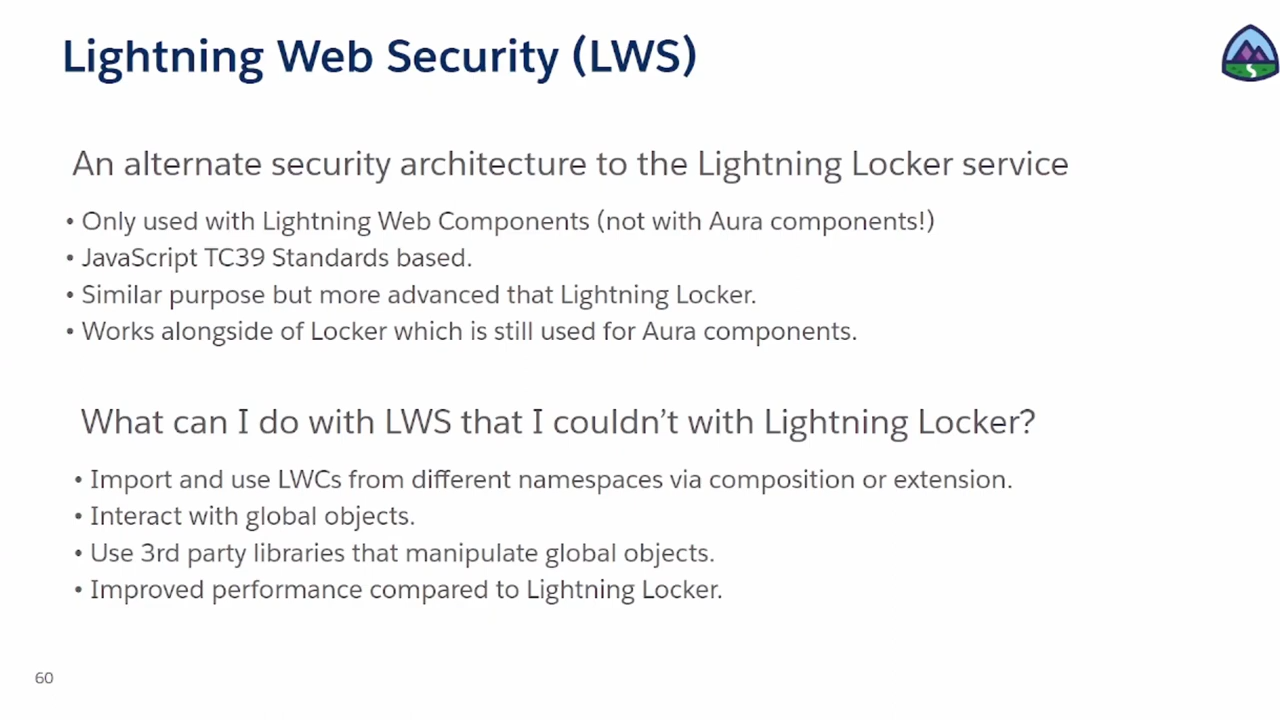 Lightning Web Security (LWS)
An alternate security architecture to the Lightning Locker service
• Only used with Lightning Web Components (not with Aura components!)
• JavaScript TC39 Standards based.
• Similar purpose but more advanced that Lightning Locker.
• Works alongside of Locker which is still used for Aura components.
What can I do with LWS that I couldn’t with Lightning Locker?
• Import and use LWCs from different namespaces via composition or extension.
• Interact with global objects.
• Use 3rd party libraries that manipulate global objects.
• Improved performance compared to Lightning Locker.
60